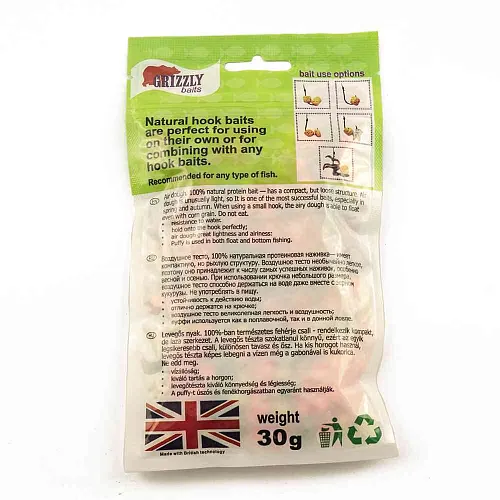 GRIZZLY
baits
bait use options
Natural hook baits
are perfect for using
on their own or for
combining with any
hook baits.
Recommended for any type of fish.
Air dough. 100% natural protein bait — has a compact, but loose structure. Air
dough is unusually light, so It is one of the most successful baits, especially in
spring and autumn. When using a small hook, the airy dough is able to float
even with corn grain. Do not eat.
resistance to water.
hold onto the hook perfectly;
air dough great lightness and airiness:
Puffy is used in both float and bottom fishing.
Воздушное тесто, 100% натуральная протеиновая наживка— имеет
компактную, но рыхлую структуру. Воздушное тесто необычайно легкое,
поэтому оно принадлежит к числу самых успешных наживок, особенно
весной и осенью. При использовании крючка небольшого размера,
воздушное тесто способно держаться на воде даже вместе с зерном
кукурузы. Не употреблять в пищу.
устойчивость к действию воды;
отлично держатся на крючке;
воздушное тесто великолепная легкость и воздушность;
пуффи используется как в поплавочной, так и в донной ловле.
Levegős nyak. 100%-ban természetes fehérje csali - rendelkezik kompakt,
de laza szerkezet. A levegős tészta szokatlanul könnyű, ezért az egyik
legsikeresebb csali, különösen tavasz és ősz. Ha kis horogot használ,
levegős tészta képes lebegni a vízen még a gabonával is kukorica.
Ne edd meg.
vízállóság;
kiváló tartás a horgon;
levegőtészta kiváló könnyedség és légiesség;
A puffy-t úszós és fenékhorgászatban egyaránt használják.
weight
30g
Made with British technology